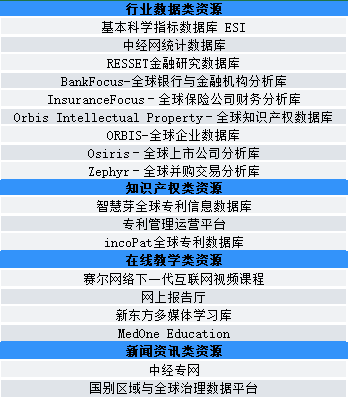 行业数据类资源
基本科学指标数据库 ESI
中经网统计数据库
RESSET金融研究数据库
BankFocus-全球银行与金融机构分析库
InsuranceFocus－全球保险公司财务分析库
Orbis Intellectual Property－全球知识产权数据库
ORBIS-全球企业数据库
Osiris－全球上市公司分析库
Zephyr－全球并购交易分析库
知识产权类资源
智慧芽全球专利信息数据库
专利管理运营平台
incoPat全球专利数据库
在线教学类资源
赛尔网络下一代互联网视频课程
网上报告厅
新东方多媒体学习库
MedOne Education
新闻资讯类资源
中经专网
国别区域与全球治理数据平台